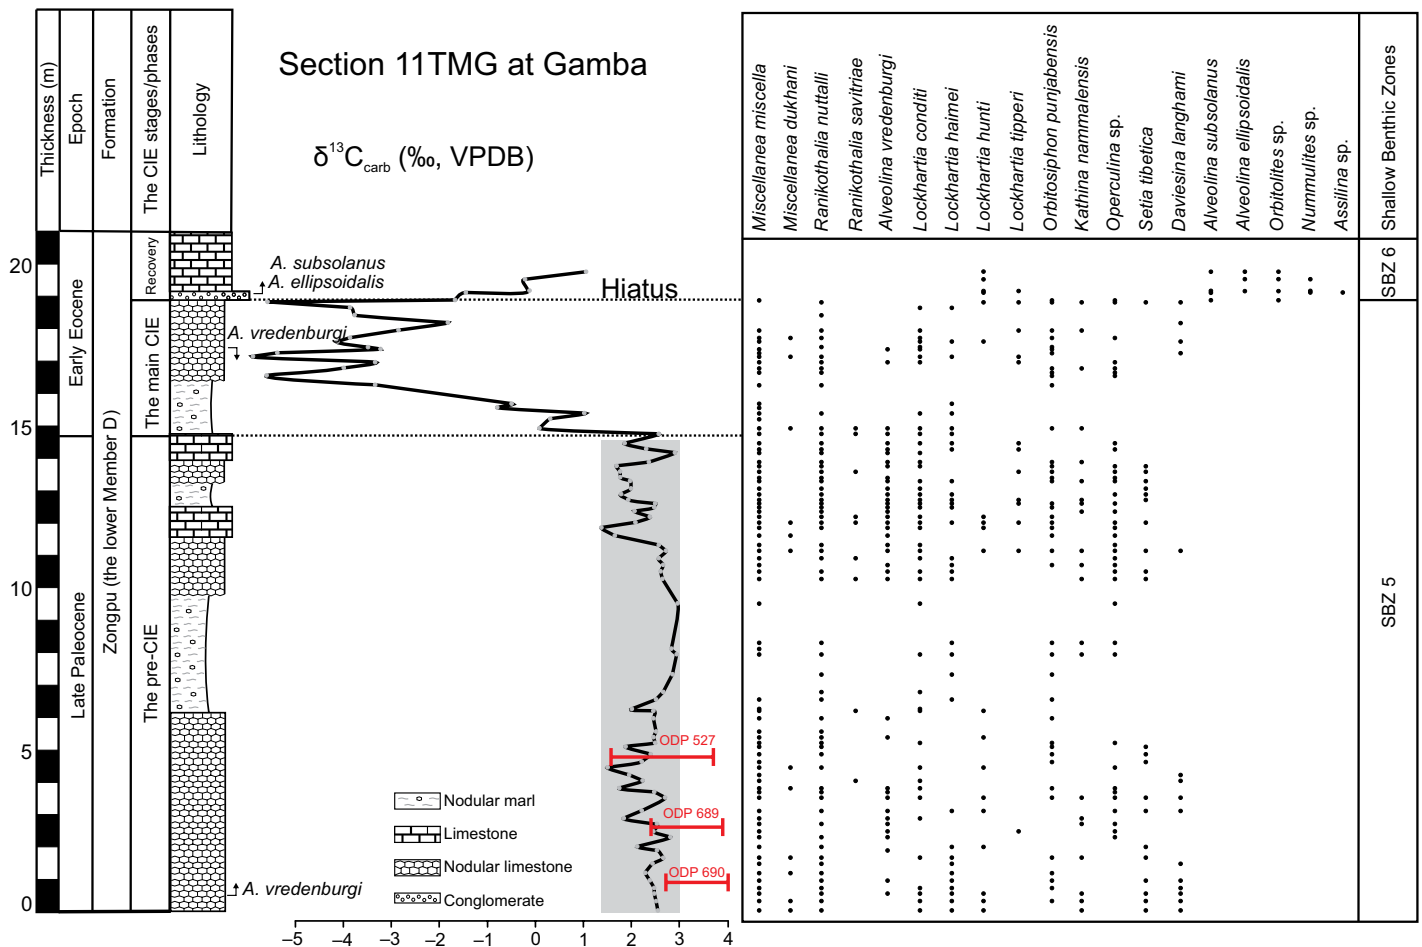 Section 11TMG at Gamba
δ¹³C_carb (‰, VPDB)
Thickness (m)
Epoch
Formation
The CIE stages/phases
Lithology
Miscellanea miscella
Miscellanea dukhani
Ranikothalia nuttalli
Ranikothalia savitriae
Alveolina vredenburgi
Lockhartia conditi
Lockhartia haimei
Lockhartia hunti
Lockhartia tipperi
Orbitosiphon punjabensis
Kathina nammalensis
Operculina sp.
Setia tibetica
Daviesina langhami
Alveolina subsolanus
Alveolina ellipsoidalis
Orbitolites sp.
Nummulites sp.
Assilina sp.
Shallow Benthic Zones
20
15
10
5
0
Early Eocene
Late Paleocene
Zongpu (the lower Member D)
Recovery
The main CIE
The pre-CIE
A. subsolanus
A. ellipsoidalis
Hiatus
A. vredenburgi
SBZ 6
SBZ 5
ODP 527
ODP 689
ODP 690
Nodular marl
Limestone
Nodular limestone
Conglomerate
A. vredenburgi
–5 –4 –3 –2 –1 0 1 2 3 4